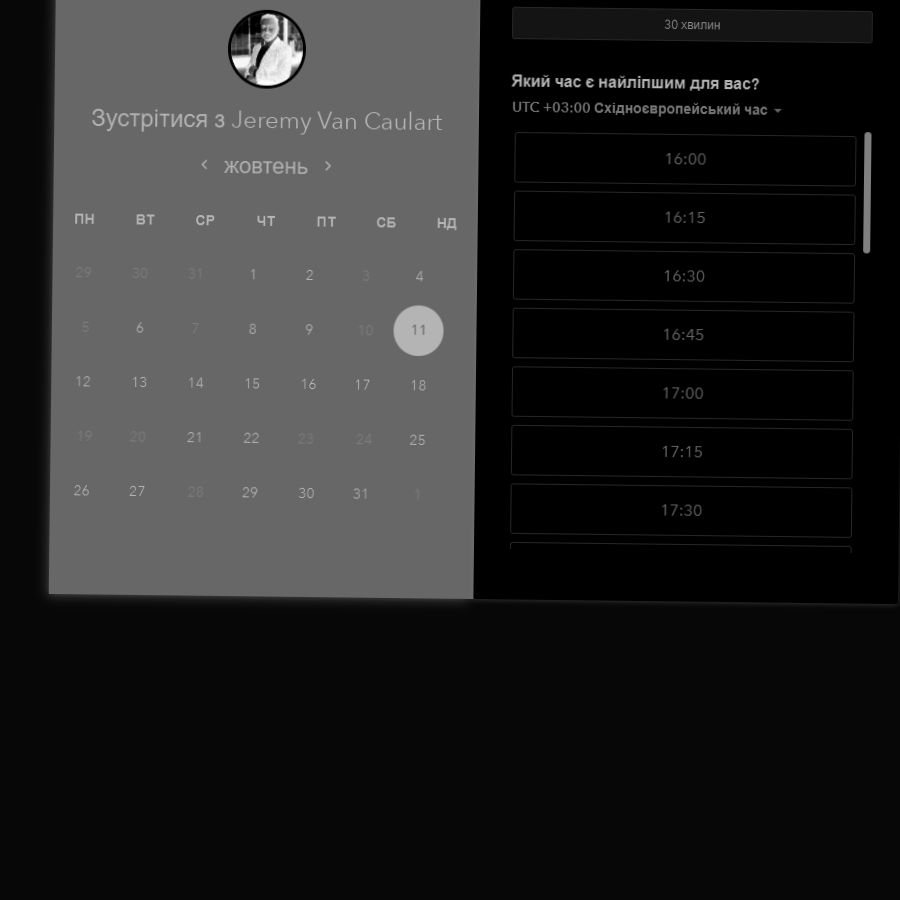 Зустрітися з Jeremy Van Caulart
жовтень
ПН ВТ СР ЧТ ПТ СБ НД
29 30 31 1 2 3 4
5 6 7 8 9 10 11
12 13 14 15 16 17 18
19 20 21 22 23 24 25
26 27 28 29 30 31 1
30 хвилин
Який час є найліпшим для вас?
UTC +03:00 Східноєвропейський час
16:00
16:15
16:30
16:45
17:00
17:15
17:30